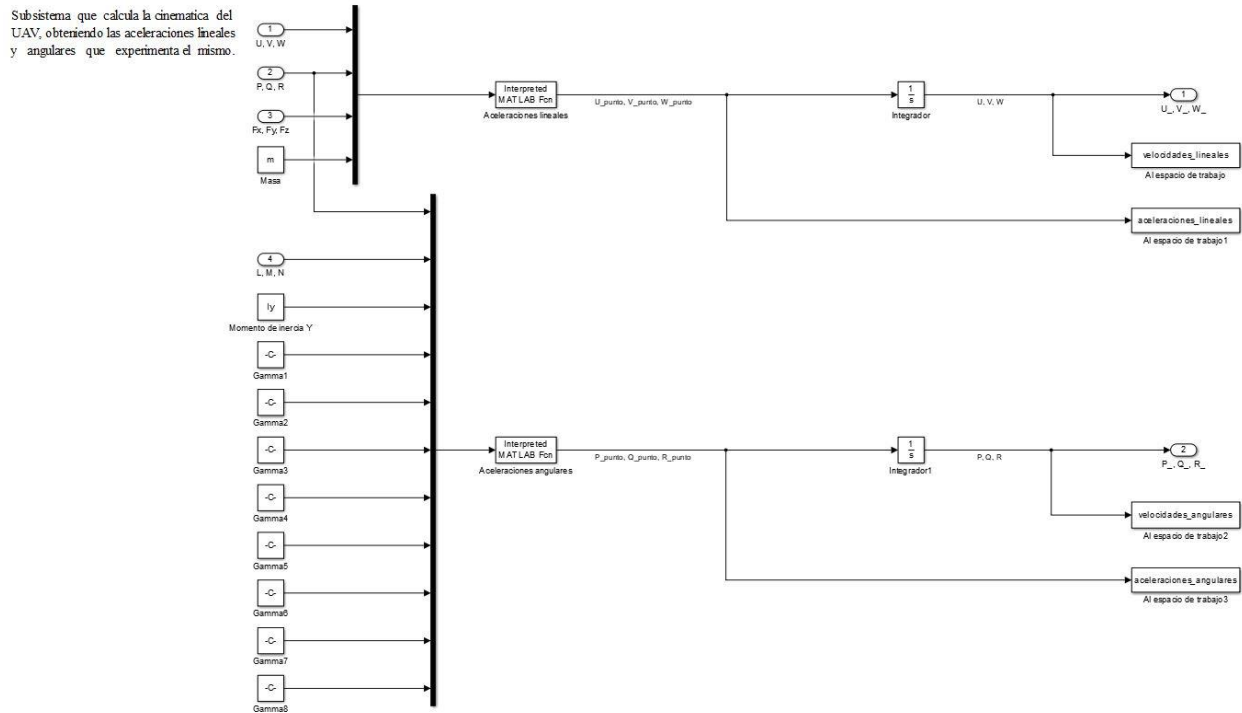 Subsistema que calcula la cinematica del
UAV, obteniendo las aceleraciones lineales
y angulares que experimenta el mismo.
1
U, V, W
2
P, Q, R
3
Fx, Fy, Fz
m
Masa
Interpreted
MATLAB Fcn
Aceleraciones lineales
U_punto, V_punto, W_punto
1
s
Integrador
U, V, W
1
U_, V_, W_
velocidades_lineales
Al espacio de trabajo
aceleraciones_lineales
Al espacio de trabajo1
4
L, M, N
Iy
Momento de inercia Y
-C-
Gamma1
-C-
Gamma2
-C-
Gamma3
-C-
Gamma4
-C-
Gamma5
-C-
Gamma6
-C-
Gamma7
-C-
Gamma8
Interpreted
MATLAB Fcn
Aceleraciones angulares
P_punto, Q_punto, R_punto
1
s
Integrador1
P, Q, R
2
P_, Q_, R_
velocidades_angulares
Al espacio de trabajo2
aceleraciones_angulares
Al espacio de trabajo3